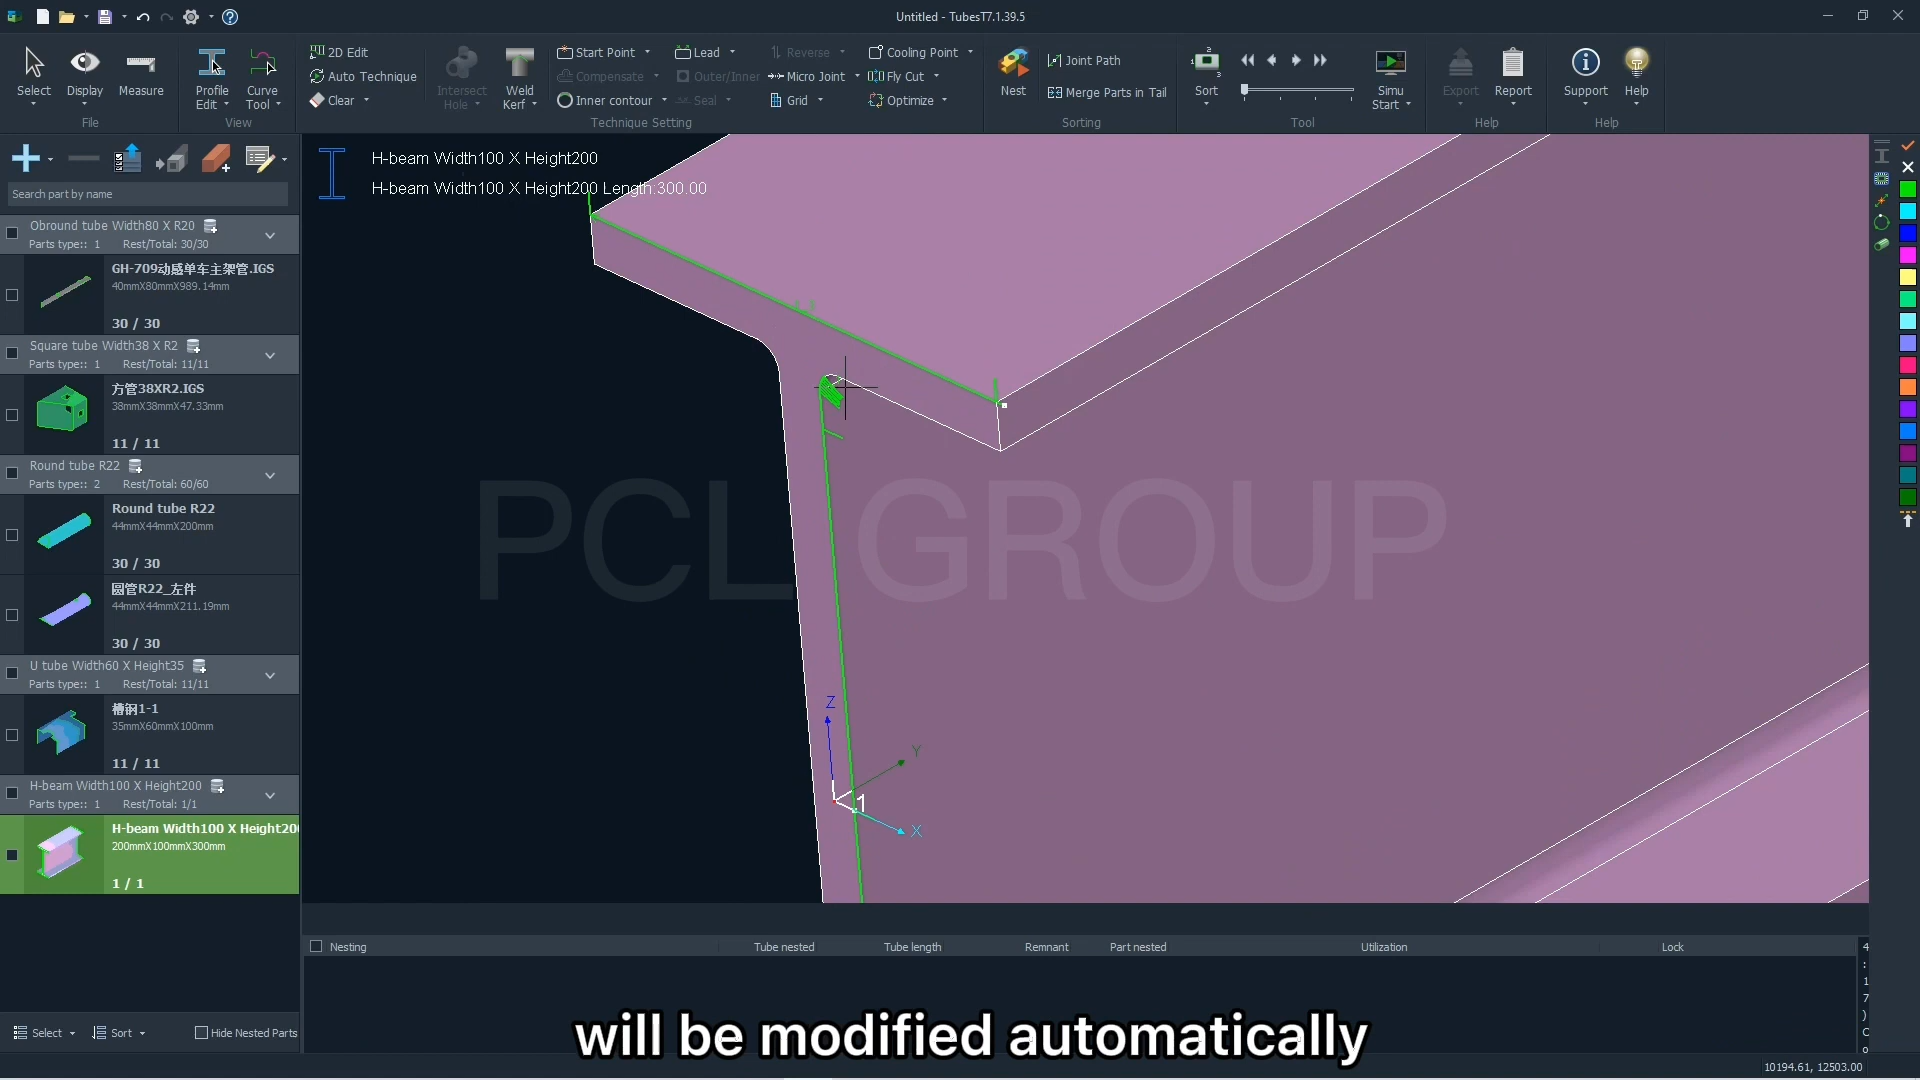 Untitled - TubesT7.1.39.5
Select
Display
Measure
File
Profile Edit
Curve Tool
View
2D Edit
Auto Technique
Clear
Intersect Hole
Weld Kerf
Start Point
Compensate
Inner contour
Lead
Outer/Inner
Seal
Reverse
Micro Joint
Grid
Cooling Point
Fly Cut
Optimize
Technique Setting
Nest
Joint Path
Merge Parts in Tail
Sorting
Sort
Simu Start
Tool
Export
Report
Help
Support
Help
Help
Search part by name
Obround tube Width80 X R20
Parts type:: 1 Rest/Total: 30/30
GH-709动感单车主架管.IGS
40mmX80mmX989.14mm
30 / 30
Square tube Width38 X R2
Parts type:: 1 Rest/Total: 11/11
方管38XR2.IGS
38mmX38mmX47.33mm
11 / 11
Round tube R22
Parts type:: 2 Rest/Total: 60/60
Round tube R22
44mmX44mmX200mm
30 / 30
圆管R22_左件
44mmX44mmX211.19mm
30 / 30
U tube Width60 X Height35
Parts type:: 1 Rest/Total: 11/11
槽钢1-1
35mmX60mmX100mm
11 / 11
H-beam Width100 X Height200
Parts type:: 1 Rest/Total: 1/1
H-beam Width100 X Height20
200mmX100mmX300mm
1 / 1
Select
Sort
Hide Nested Parts
H-beam Width100 X Height200
H-beam Width100 X Height200 Length:300.00
PCL GROUP
Z
Y
1
X
Nesting Tube nested Tube length Remnant Part nested Utilization Lock
will be modified automatically
10194.61, 12503.00